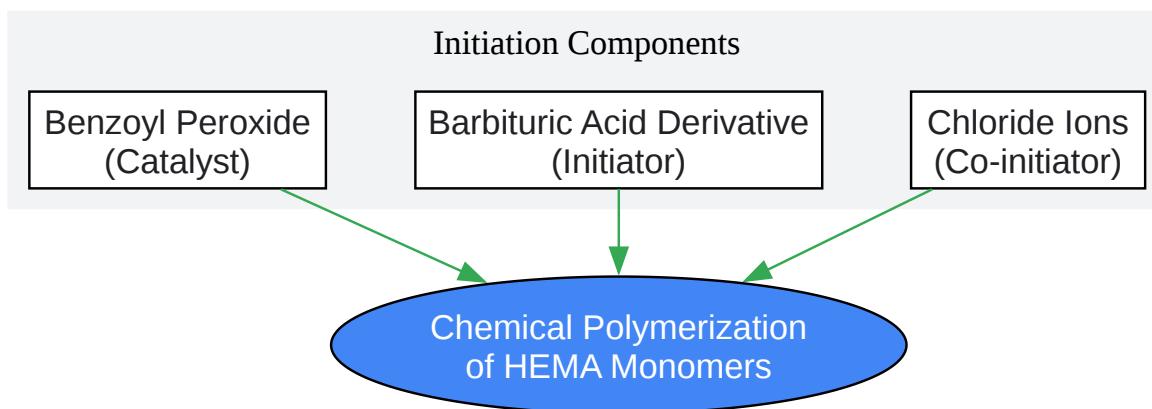 Initiation Components
Benzoyl Peroxide
(Catalyst)
Barbituric Acid Derivative
(Initiator)
Chloride Ions
(Co-initiator)
Chemical Polymerization
of HEMA Monomers